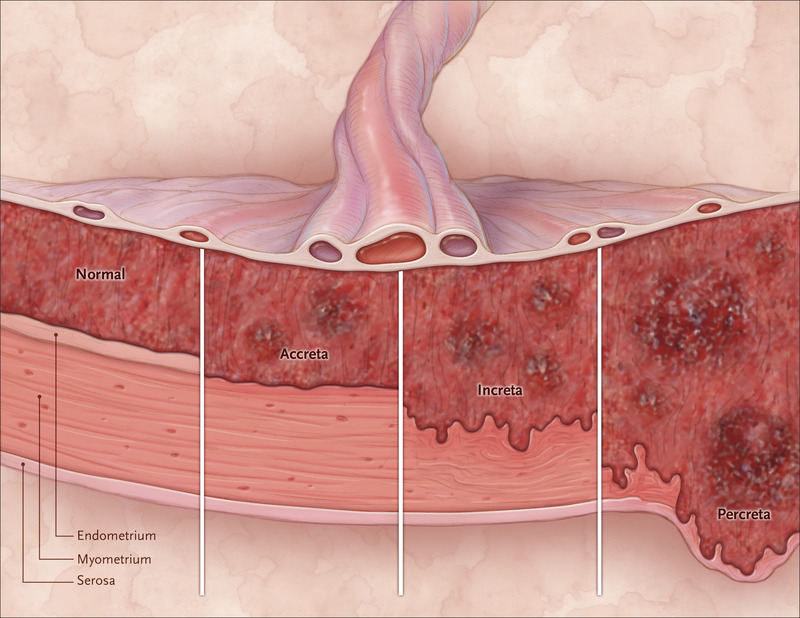 Normal
Accreta
Increta
Percreta
Endometrium
Myometrium
Serosa